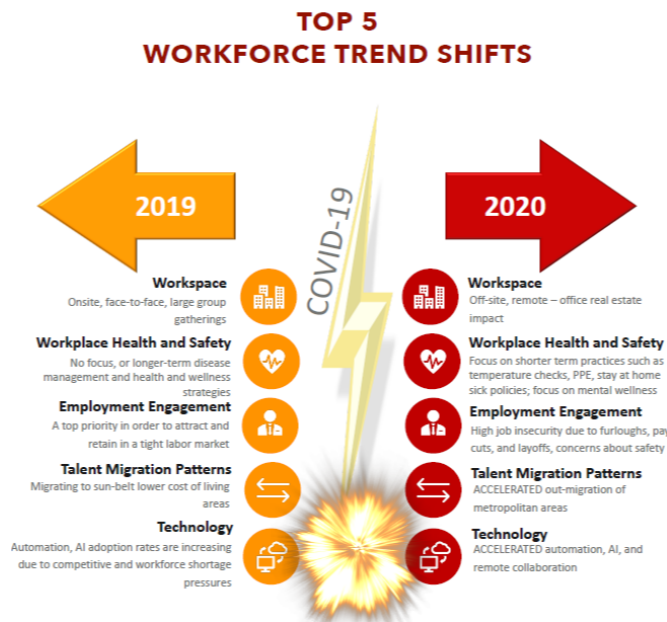 TOP 5
WORKFORCE TREND SHIFTS
2019
COVID-19
2020
Workspace
Onsite, face-to-face, large group
gatherings
Workplace Health and Safety
No focus, or longer-term disease
management and health and wellness
strategies
Employment Engagement
A top priority in order to attract and
retain in a tight labor market
Talent Migration Patterns
Migrating to sun-belt lower cost of living
areas
Technology
Automation, AI adoption rates are increasing
due to competitive and workforce shortage
pressures
Workspace
Off-site, remote – office real estate
impact
Workplace Health and Safety
Focus on shorter term practices such as
temperature checks, PPE, stay at home
sick policies; focus on mental wellness
Employment Engagement
High job insecurity due to furloughs, pay
cuts, and layoffs, concerns about safety
Talent Migration Patterns
ACCELERATED out-migration of
metropolitan areas
Technology
ACCELERATED automation, AI, and
remote collaboration